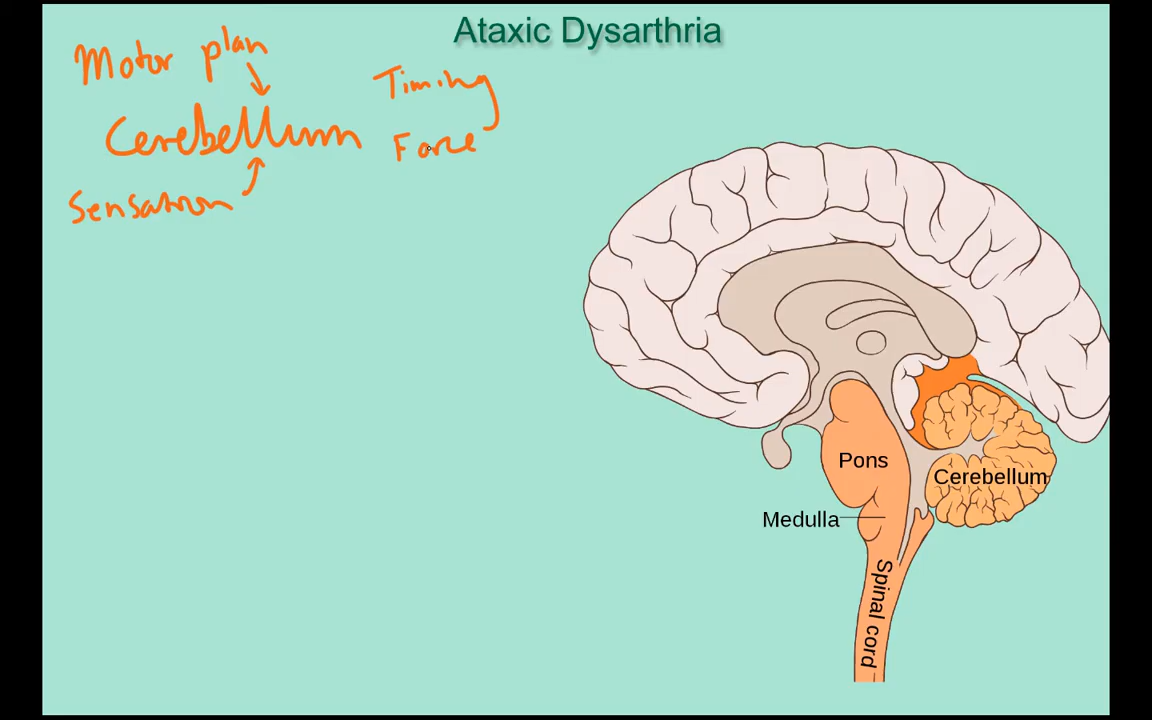 Ataxic Dysarthria
Motor plan
Timing
Cerebellum
Force
Sensation
Pons
Cerebellum
Medulla
Spinal cord